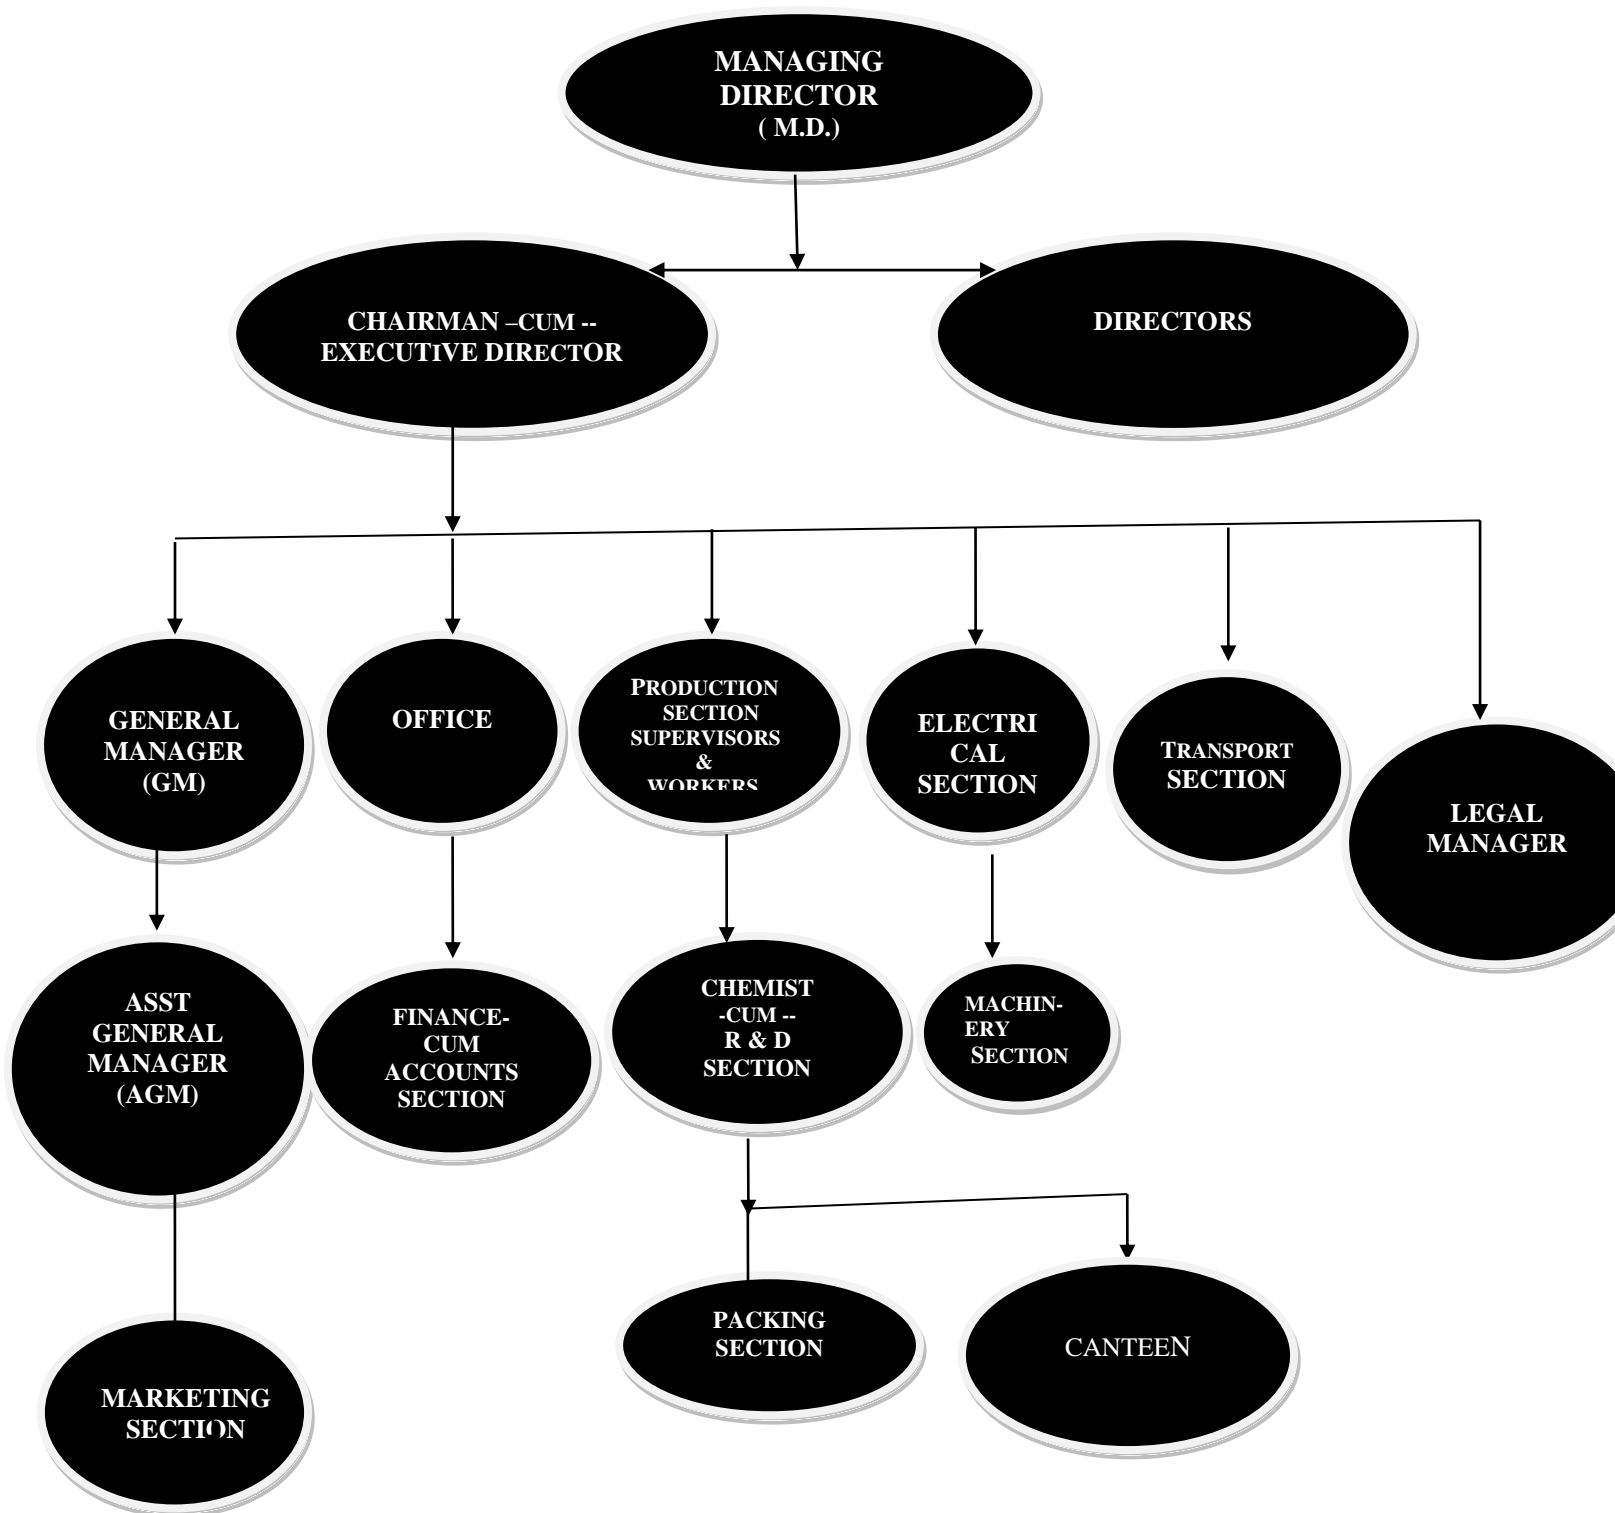 MANAGING
DIRECTOR
( M.D.)
CHAIRMAN –CUM --
EXECUTIVE DIRECTOR
DIRECTORS
GENERAL
MANAGER
(GM)
OFFICE
PRODUCTION
SECTION
SUPERVISORS
&
WORKERS
ELECTRI
CAL
SECTION
TRANSPORT
SECTION
LEGAL
MANAGER
ASST
GENERAL
MANAGER
(AGM)
FINANCE-
CUM
ACCOUNTS
SECTION
CHEMIST
-CUM --
R & D
SECTION
MACHIN-
ERY
SECTION
MARKETING
SECTION
PACKING
SECTION
CANTEEN